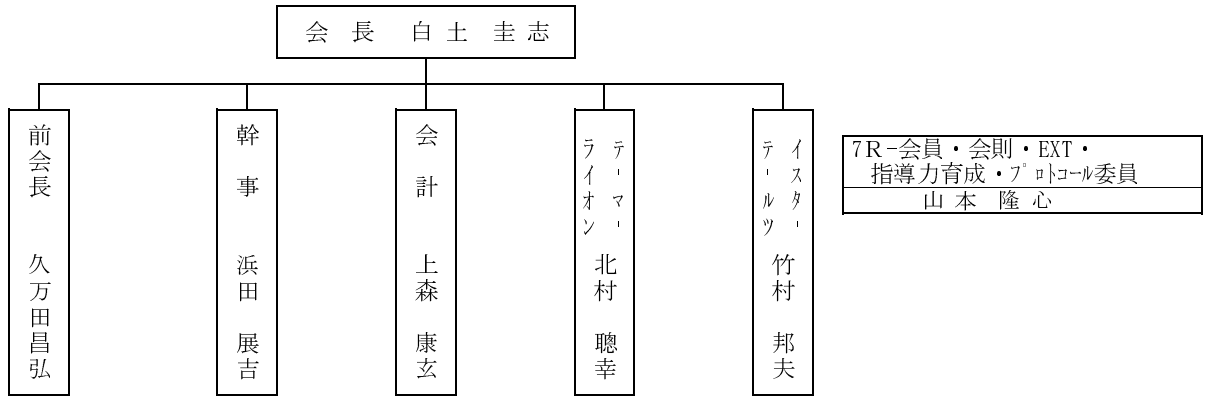 会長 白土 圭志
前会長 久万田昌弘
幹事 浜田 展吉
会計 上森 康玄
ライオン
テーマー
北村 聰幸
テールツ
イスター
竹村 邦夫
7R-会員・会則・EXT・
指導力育成・プロトコール委員
山本 隆心